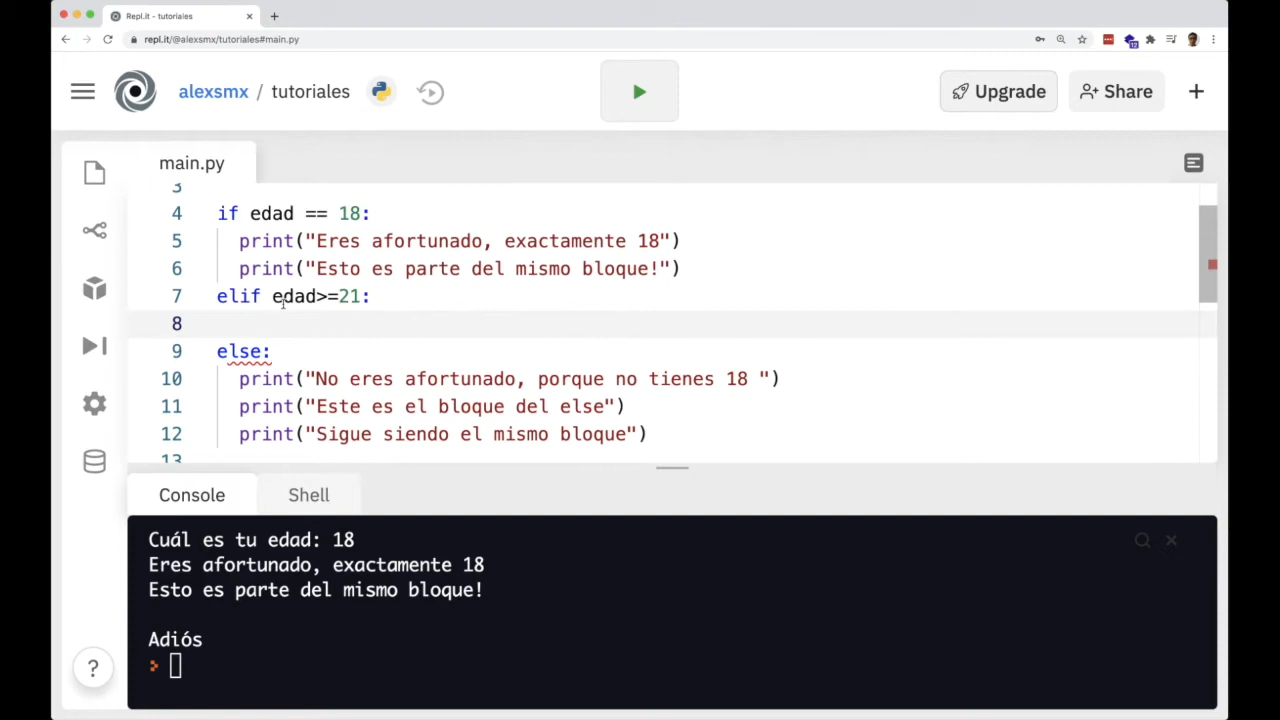 Repl.it - tutoriales
repl.it/@alexsmx/tutoriales#main.py
12
alexsmx / tutoriales
Upgrade
Share
main.py
3
4 if edad == 18:
5 print("Eres afortunado, exactamente 18")
6 print("Esto es parte del mismo bloque!")
7 elif edad>=21:
8
9 else:
10 print("No eres afortunado, porque no tienes 18 ")
11 print("Este es el bloque del else")
12 print("Sigue siendo el mismo bloque")
13
Console Shell
Cuál es tu edad: 18
Eres afortunado, exactamente 18
Esto es parte del mismo bloque!
Adiós
?